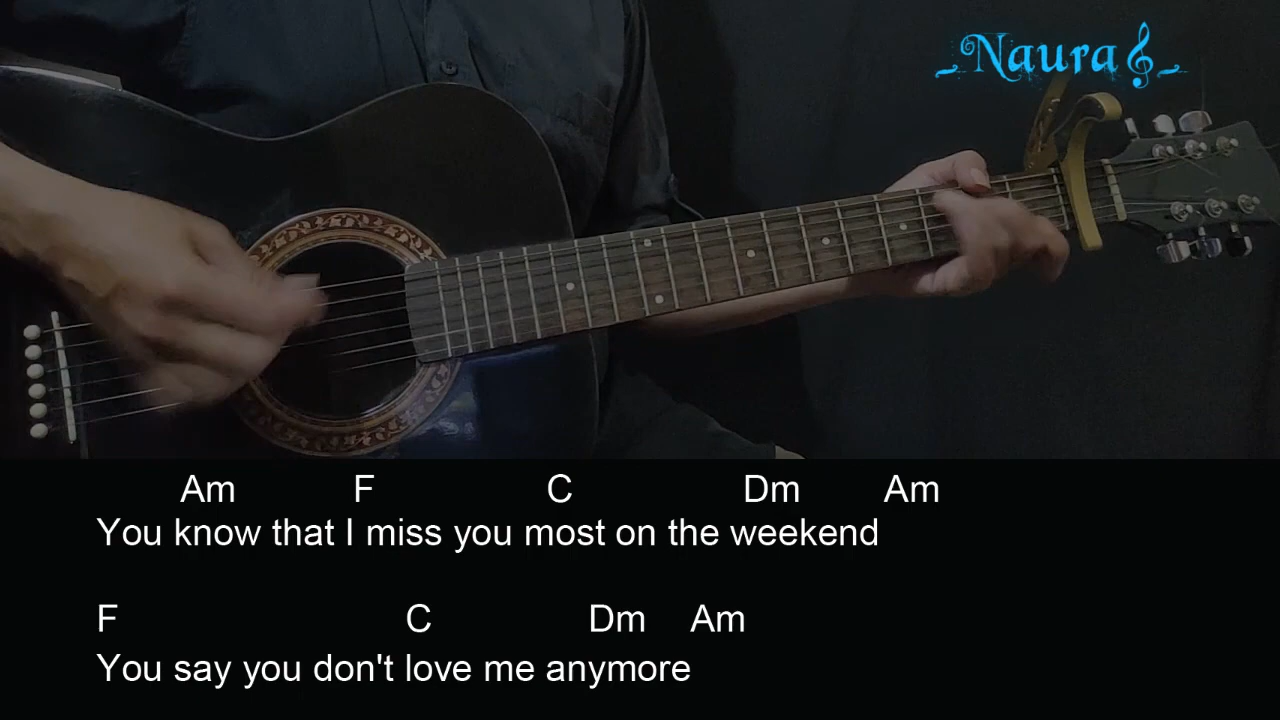 Naura
Am F C Dm Am
You know that I miss you most on the weekend
F C Dm Am
You say you don't love me anymore